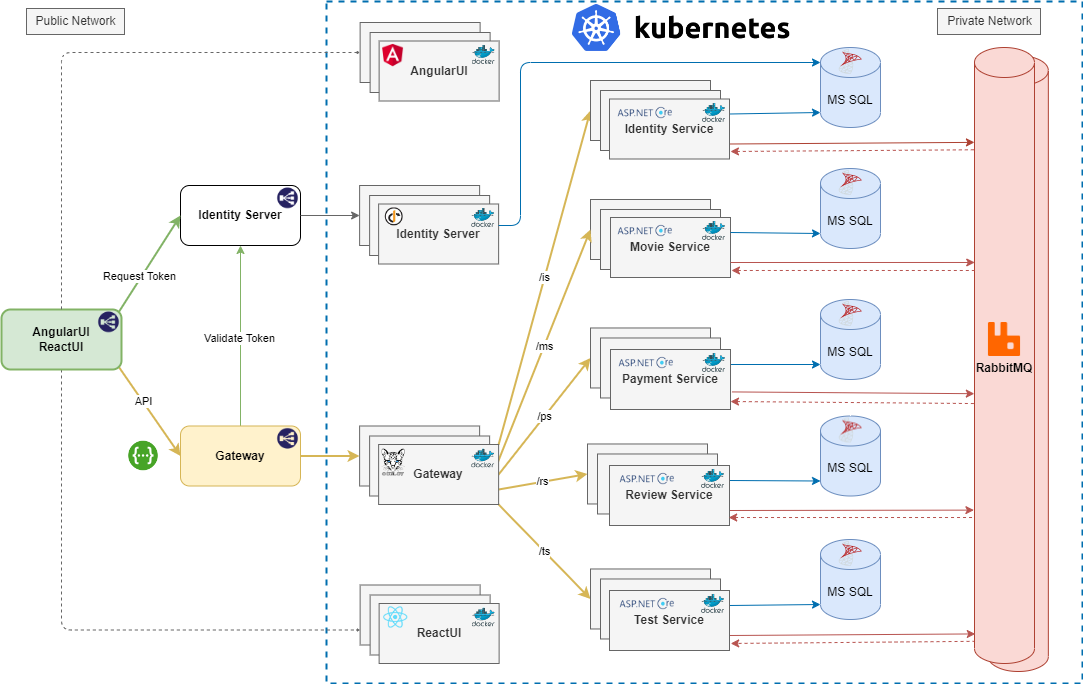 Public Network
kubernetes
Private Network
docker
AngularUI
MS SQL
ASP.NET Core
docker
Identity Service
Identity Server
docker
Identity Server
MS SQL
ASP.NET Core
docker
Movie Service
Request Token
/is
AngularUI
ReactUI
Validate Token
/ms
MS SQL
ASP.NET Core
docker
Payment Service
RabbitMQ
API
/ps
Gateway
OCELOT
docker
Gateway
MS SQL
/rs
ASP.NET Core
docker
Review Service
/ts
MS SQL
ASP.NET Core
docker
Test Service
docker
ReactUI